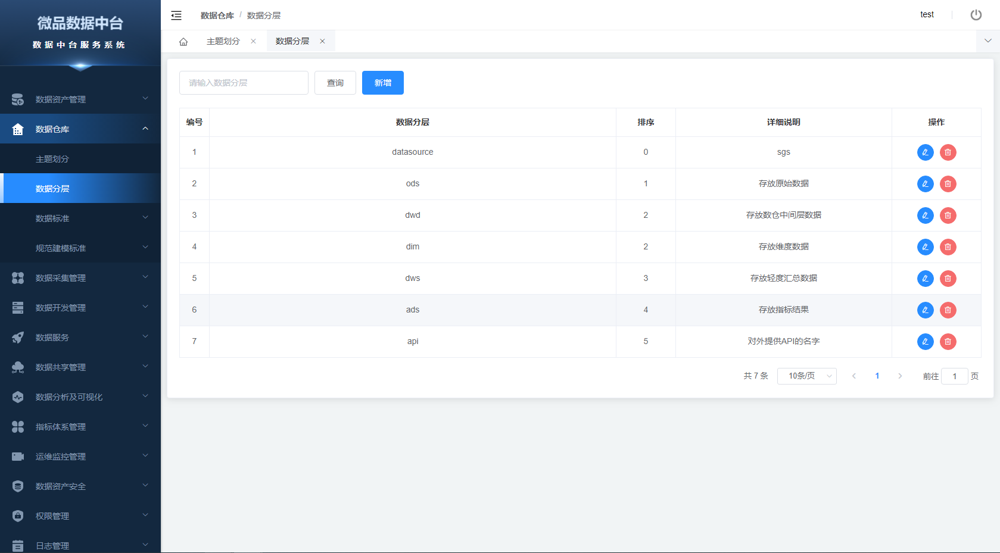 微品数据中台
数据中台服务系统
数据资产管理
数据仓库
主题划分
数据分层
数据标准
规范建模标准
数据采集管理
数据开发管理
数据服务
数据共享管理
数据分析及可视化
指标体系管理
运维监控管理
数据资产安全
权限管理
日志管理
数据仓库 / 数据分层
test
主题划分 数据分层
请输入数据分层 查询 新增
编号 数据分层 排序 详细说明 操作
1 datasource 0 sgs
2 ods 1 存放原始数据
3 dwd 2 存放数仓中间层数据
4 dim 2 存放维度数据
5 dws 3 存放轻度汇总数据
6 ads 4 存放指标结果
7 api 5 对外提供API的名字
共 7 条 10条/页 1 前往 1 页